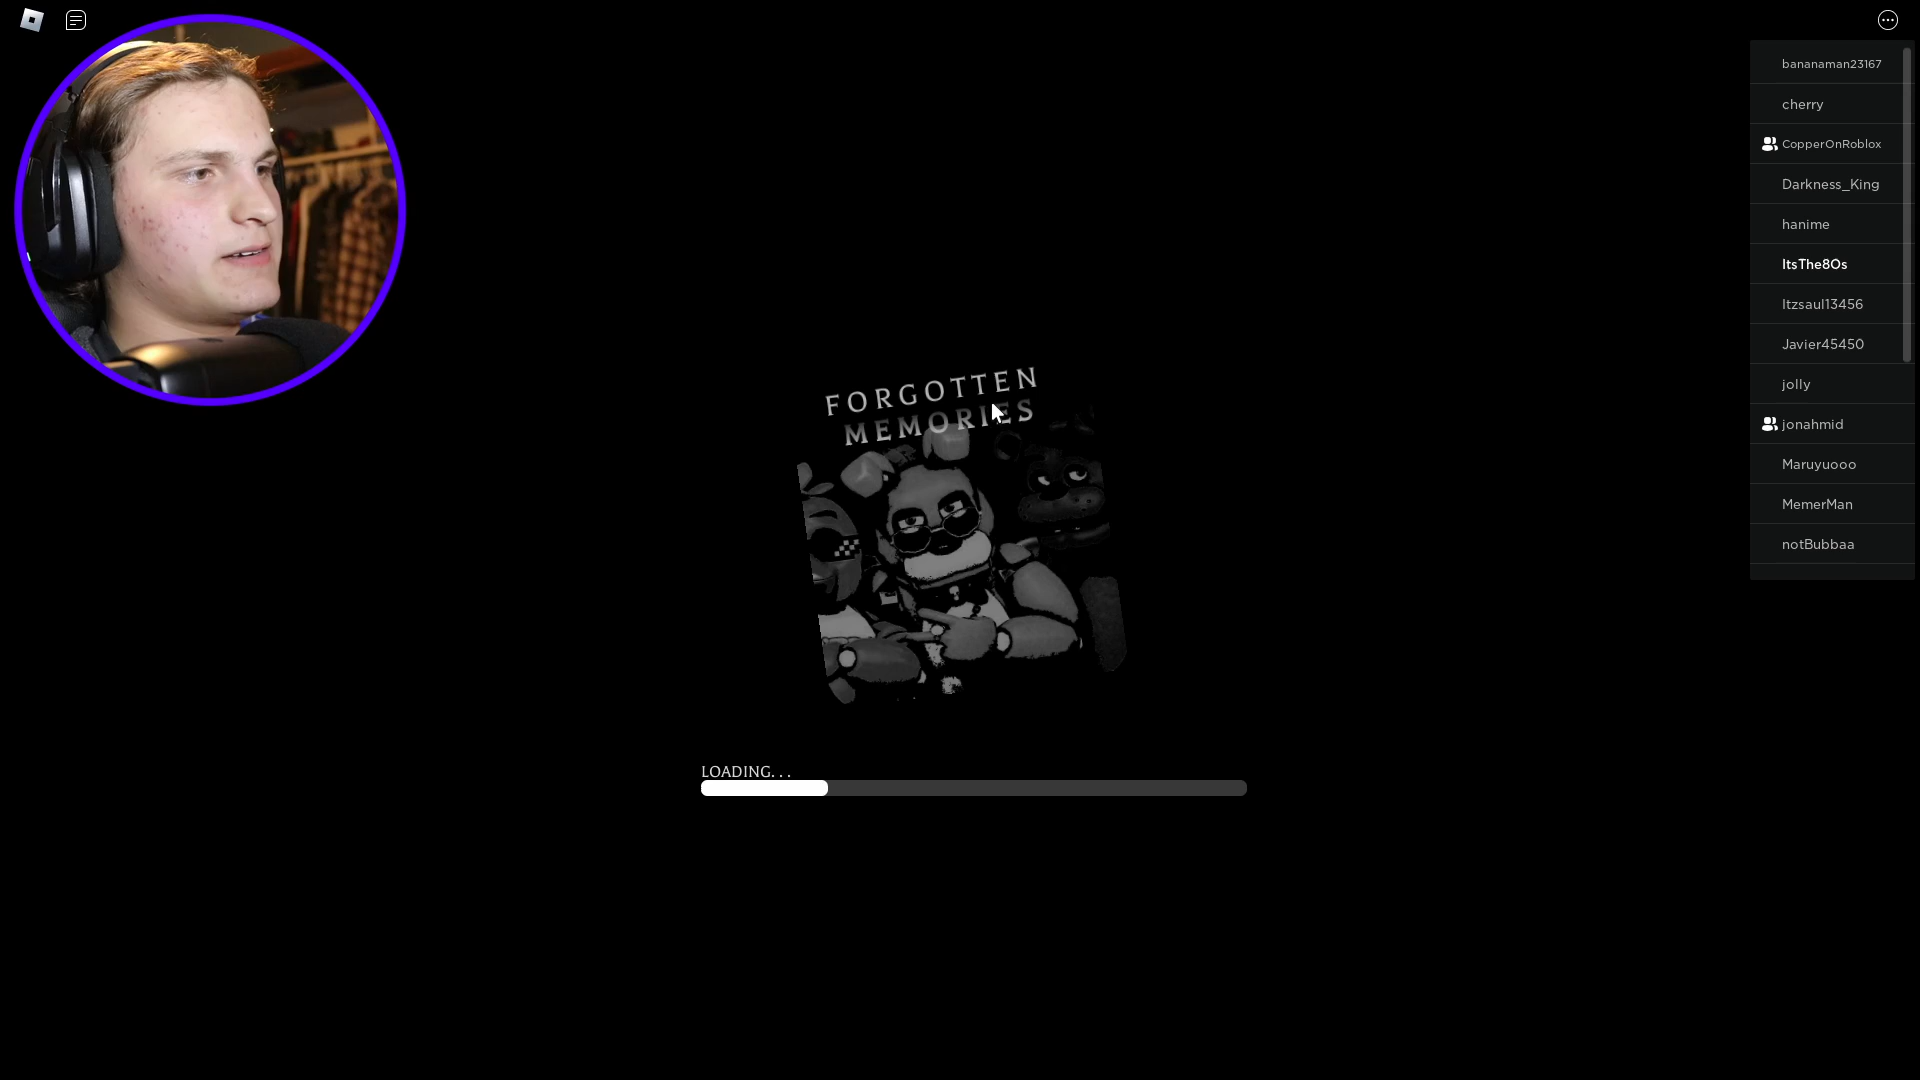 bananaman23167
cherry
CopperOnRoblox
Darkness_King
hanime
ItsThe8Os
Itzsaul13456
Javier45450
jolly
jonahmid
Maruyuooo
MemerMan
notBubbaa
FORGOTTEN
MEMORIES
LOADING...